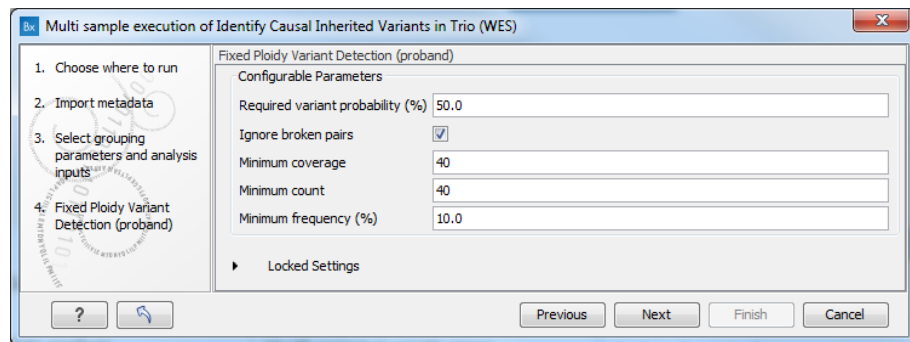 Bx Multi sample execution of Identify Causal Inherited Variants in Trio (WES)
x
1. Choose where to run
2. Import metadata
3. Select grouping
parameters and analysis
inputs
4. Fixed Ploidy Variant
Detection (proband)
Fixed Ploidy Variant Detection (proband)
Configurable Parameters
Required variant probability (%) 50.0
Ignore broken pairs
Minimum coverage 40
Minimum count 40
Minimum frequency (%) 10.0
Locked Settings
? Previous Next Finish Cancel